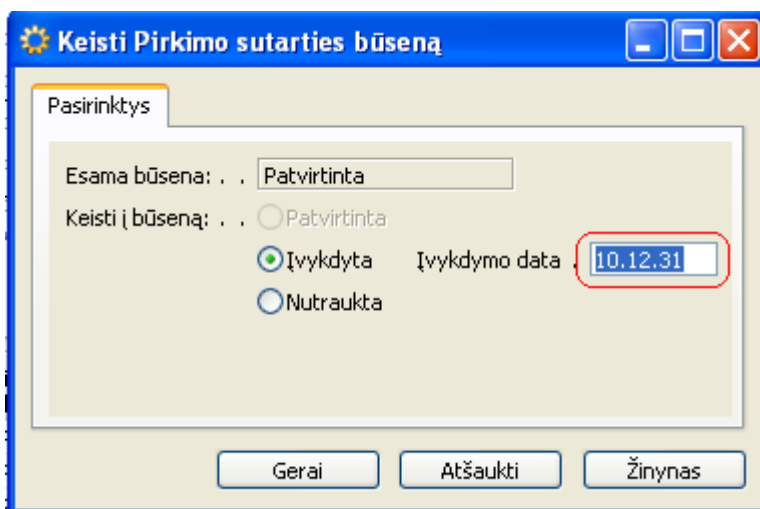 Keisti Pirkimo sutarties būseną
Pasirinktys
Esama būsena: . . Patvirtinta
Keisti į būseną: . . Patvirtinta
Įvykdyta Įvykdymo data . 10.12.31
Nutraukta
Gerai Atšaukti Žinynas